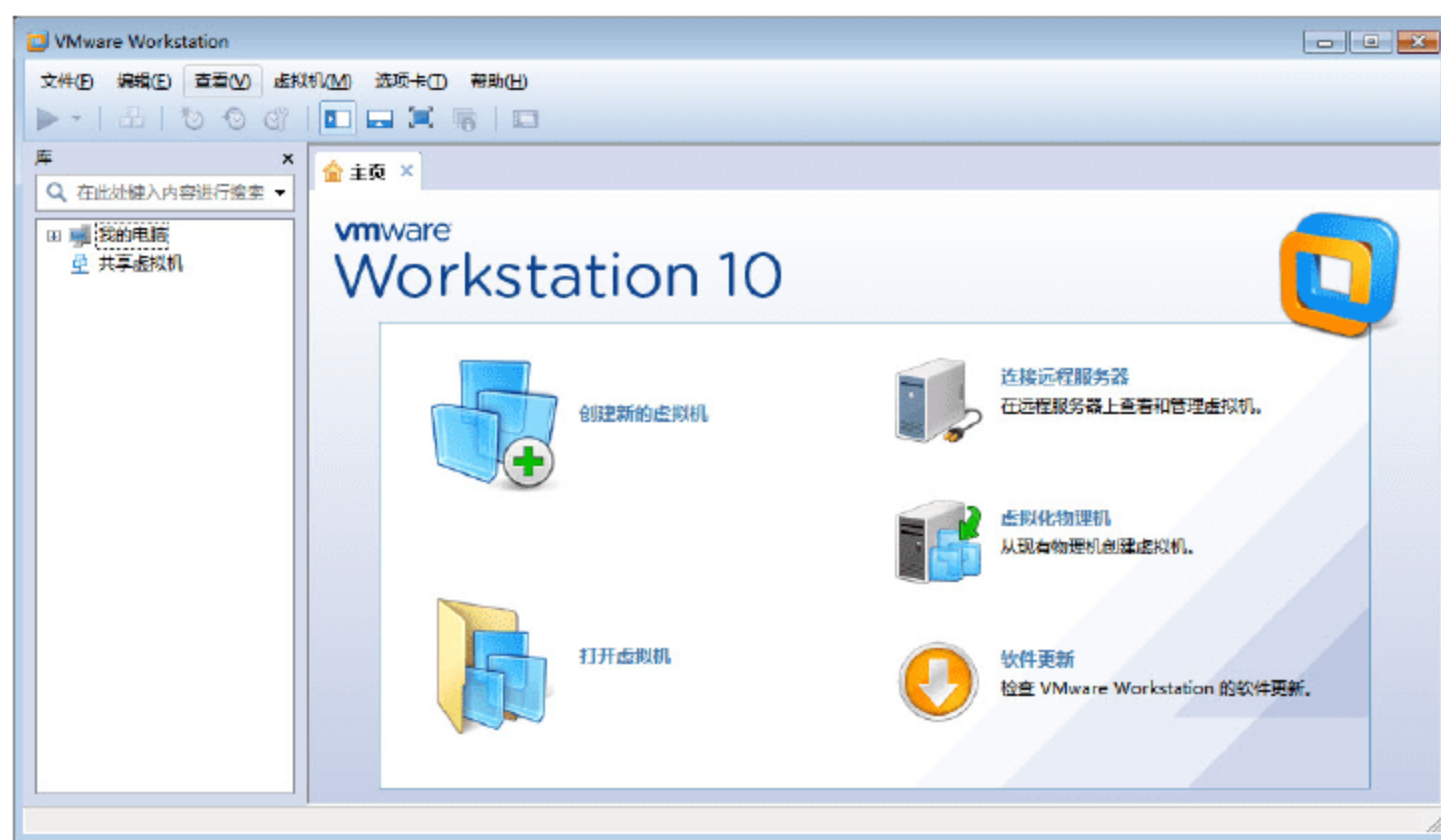 VMware Workstation
文件(F) 编辑(E) 查看(V) 虚拟机(M) 选项卡(T) 帮助(H)
库
在此处键入内容进行搜索
我的电脑
共享虚拟机
主页
vmware
Workstation 10
创建新的虚拟机
连接远程服务器
在远程服务器上查看和管理虚拟机。
虚拟化物理机
从现有物理机创建虚拟机。
打开虚拟机
软件更新
检查 VMware Workstation 的软件更新。